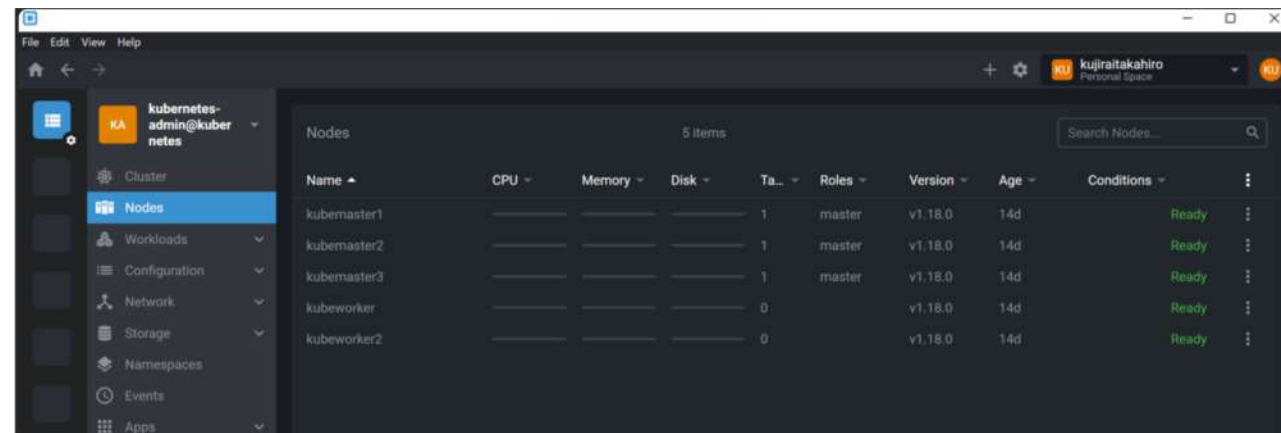 File Edit View Help
KU kujiraitakahiro
Personal Space
KU
KA kubernetes-
admin@kuber
netes
Nodes 5 items Search Nodes...
Cluster
Nodes
Workloads
Configuration
Network
Storage
Namespaces
Events
Apps
Name CPU Memory Disk Ta... Roles Version Age Conditions
kubemaster1 1 master v1.18.0 14d Ready
kubemaster2 1 master v1.18.0 14d Ready
kubemaster3 1 master v1.18.0 14d Ready
kubeworker 0 v1.18.0 14d Ready
kubeworker2 0 v1.18.0 14d Ready